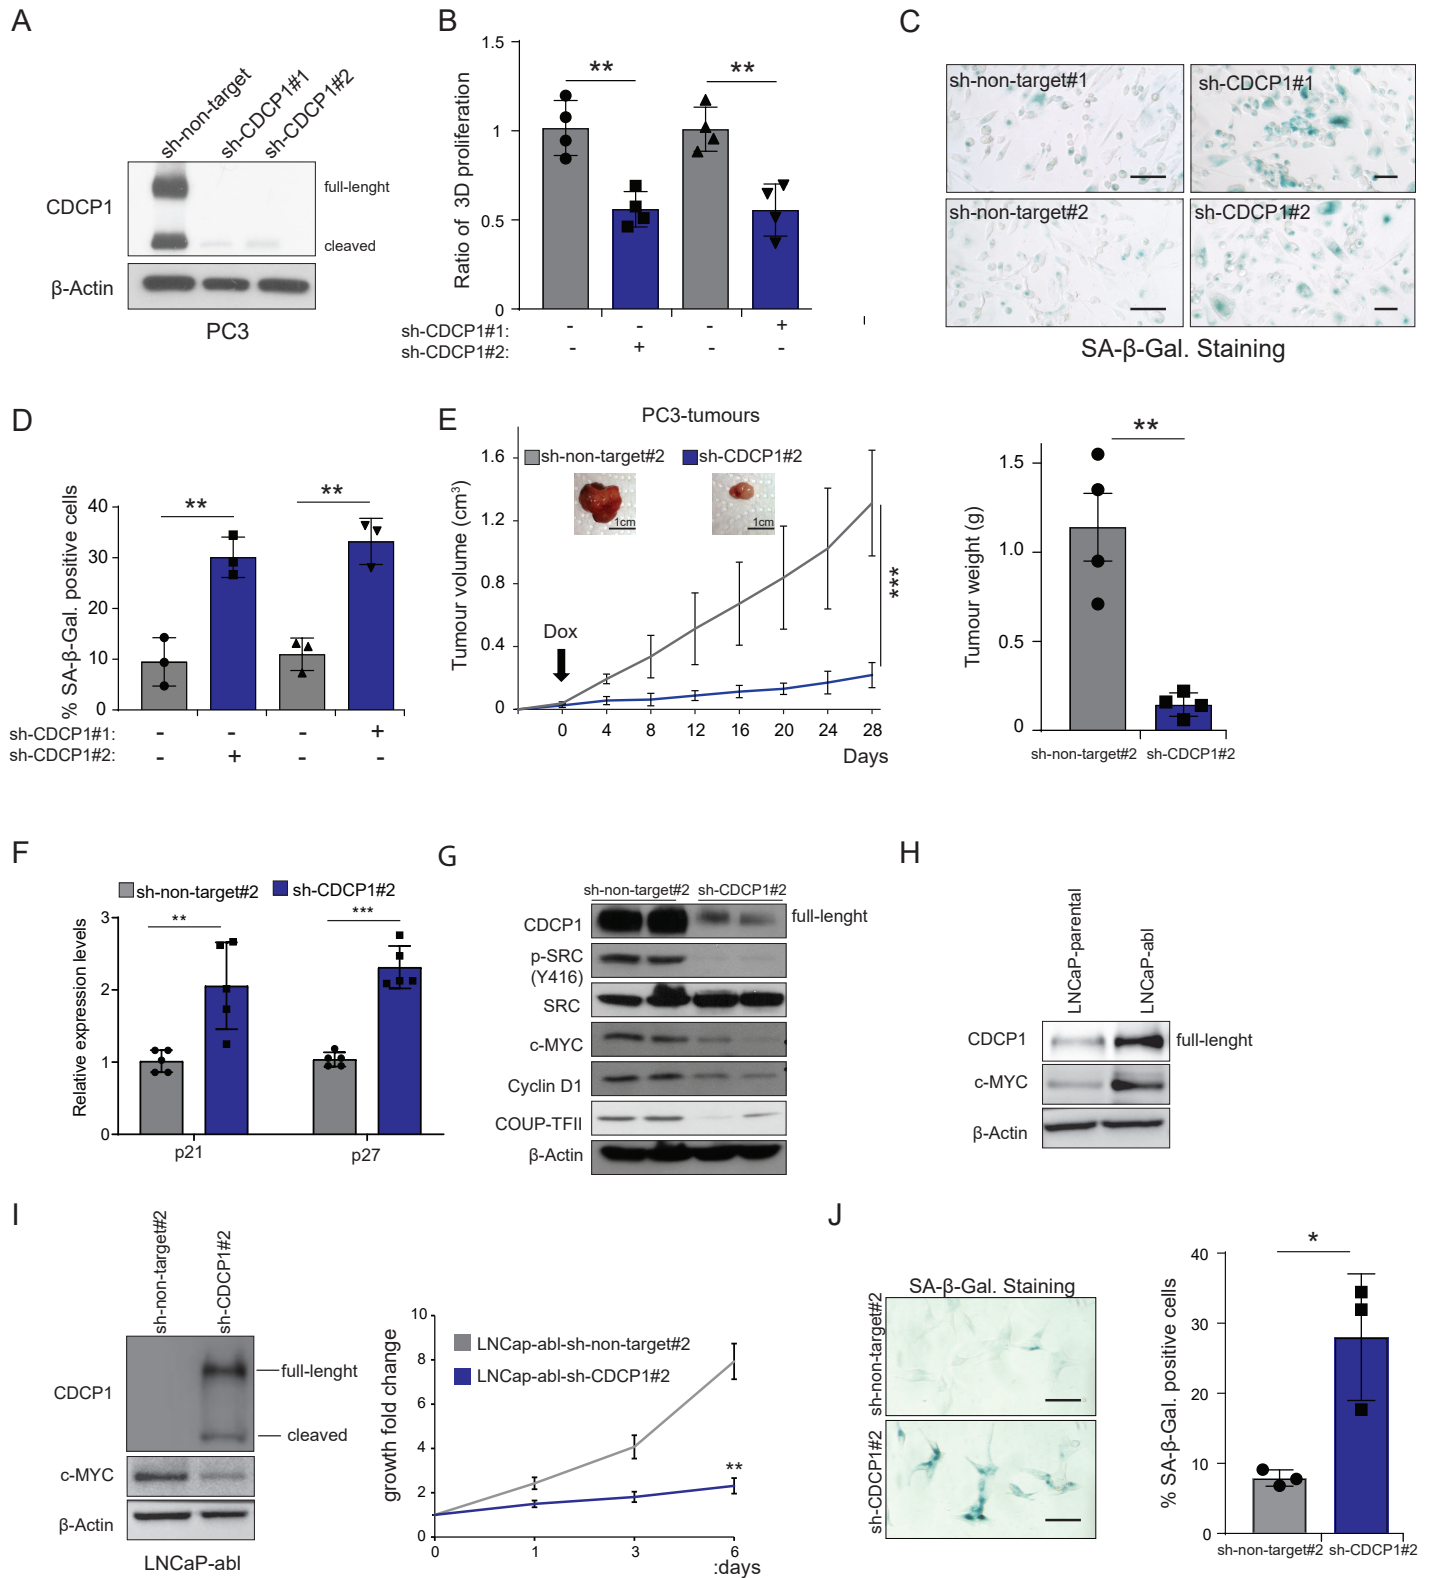 A
sh-non-target
sh-CDCP1#1
sh-CDCP1#2
CDCP1
full-lenght
cleaved
β-Actin
PC3
B
Ratio of 3D proliferation
1.5
1
0.5
0
**
**
sh-CDCP1#1: - - - +
sh-CDCP1#2: - + - -
C
sh-non-target#1
sh-CDCP1#1
sh-non-target#2
sh-CDCP1#2
SA-β-Gal. Staining
D
% SA-β-Gal. positive cells
40
30
20
10
0
**
**
sh-CDCP1#1: - - - +
sh-CDCP1#2: - + - -
E
PC3-tumours
sh-non-target#2
sh-CDCP1#2
Tumour volume (cm³)
1.6
1.2
0.8
0.4
0
1cm
1cm
Dox
***
0 4 8 12 16 20 24 28
Days
Tumour weight (g)
1.5
1.0
0.5
0
**
sh-non-target#2 sh-CDCP1#2
F
sh-non-target#2
sh-CDCP1#2
Relative expression levels
3
2
1
0
**
***
p21
p27
G
sh-non-target#2 sh-CDCP1#2
CDCP1
full-lenght
p-SRC
(Y416)
SRC
c-MYC
Cyclin D1
COUP-TFII
β-Actin
H
LNCaP-parental
LNCaP-abl
CDCP1
full-lenght
c-MYC
β-Actin
I
sh-non-target#2
sh-CDCP1#2
CDCP1
full-lenght
cleaved
c-MYC
β-Actin
LNCaP-abl
growth fold change
10
8
6
4
2
0
LNCap-abl-sh-non-target#2
LNCap-abl-sh-CDCP1#2
**
0 1 3 6
:days
J
SA-β-Gal. Staining
sh-non-target#2
sh-CDCP1#2
% SA-β-Gal. positive cells
40
30
20
10
0
*
sh-non-target#2 sh-CDCP1#2